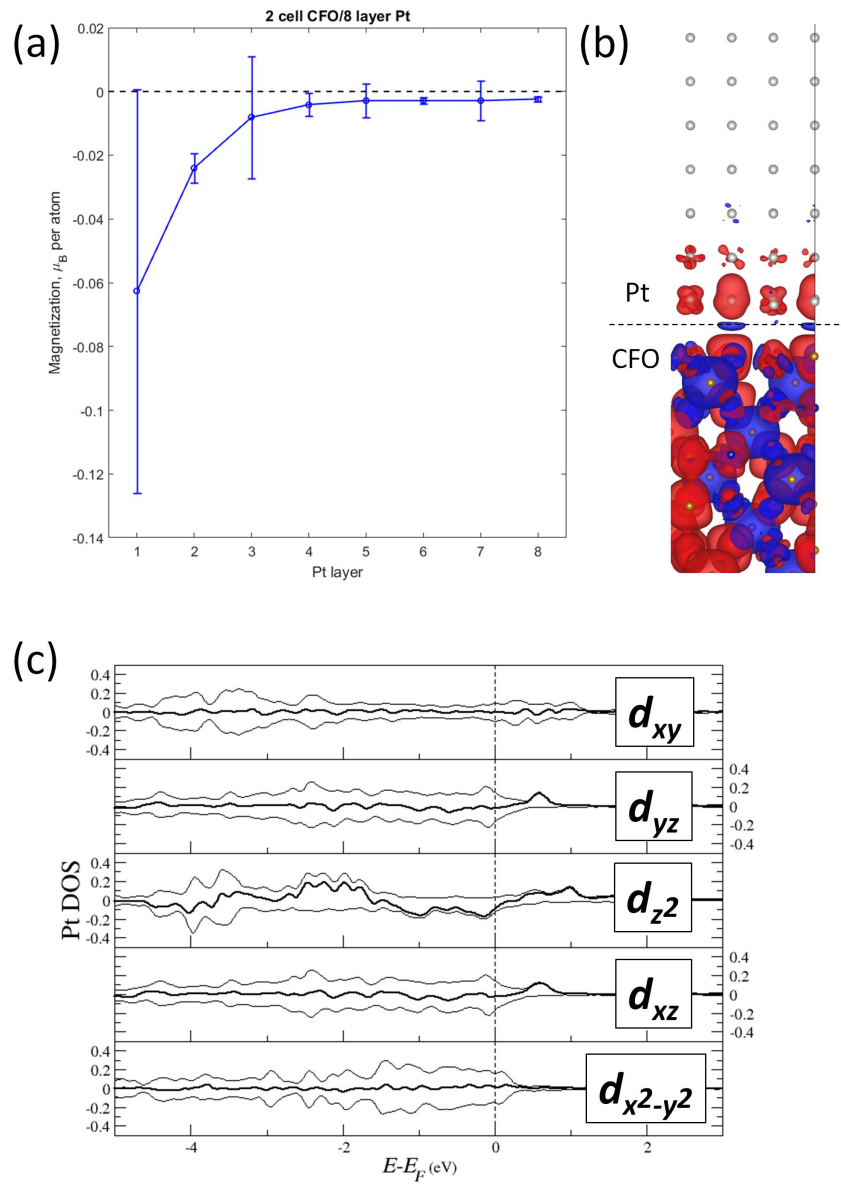 (a)
2 cell CFO/8 layer Pt
Magnetization, μB per atom
0.02
0
-0.02
-0.04
-0.06
-0.08
-0.1
-0.12
-0.14
1 2 3 4 5 6 7 8
Pt layer
(b)
Pt
CFO
(c)
Pt DOS
0.4
0.2
0
-0.2
-0.4
dxy
0.4
0.2
0
-0.2
-0.4
dyz
0.4
0.2
0
-0.2
-0.4
dz2
0.4
0.2
0
-0.2
-0.4
dxz
0.4
0.2
0
-0.2
-0.4
dx2-y2
-4 -2 0 2
E-EF (eV)